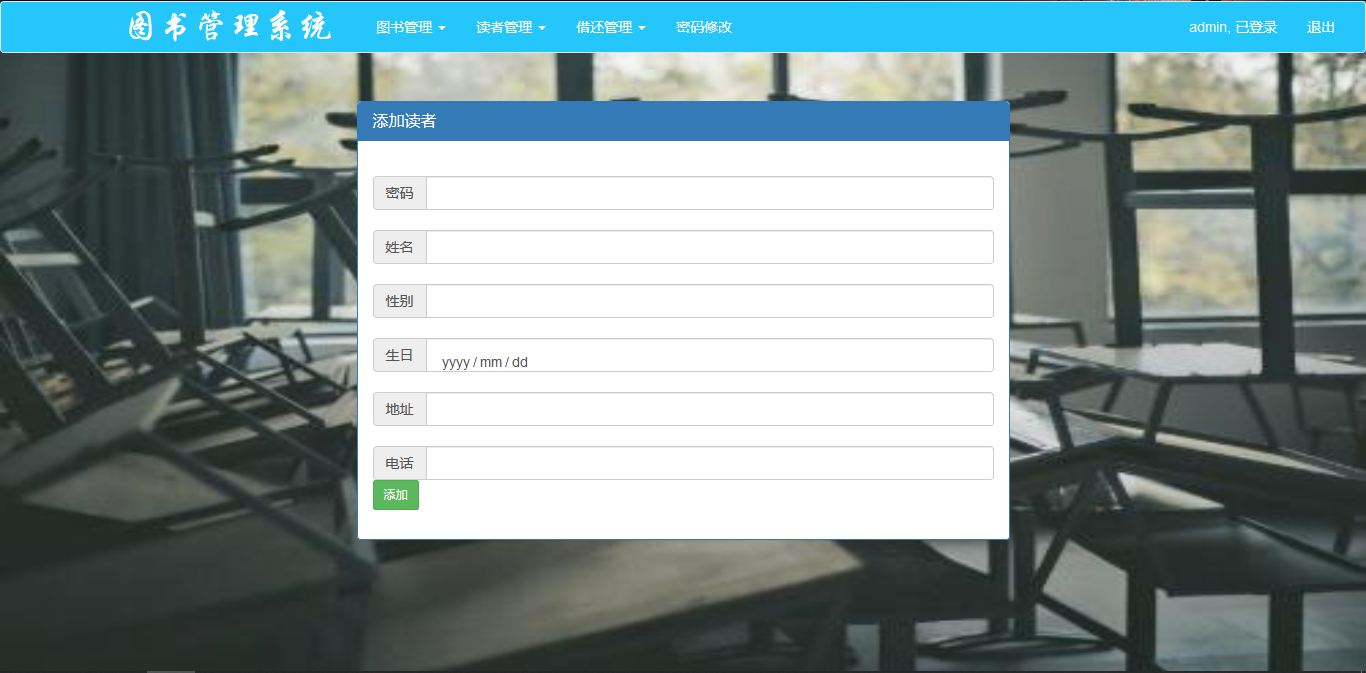 图书管理系统 图书管理 读者管理 借还管理 密码修改 admin, 已登录 退出
添加读者
密码
姓名
性别
生日 yyyy / mm / dd
地址
电话
添加